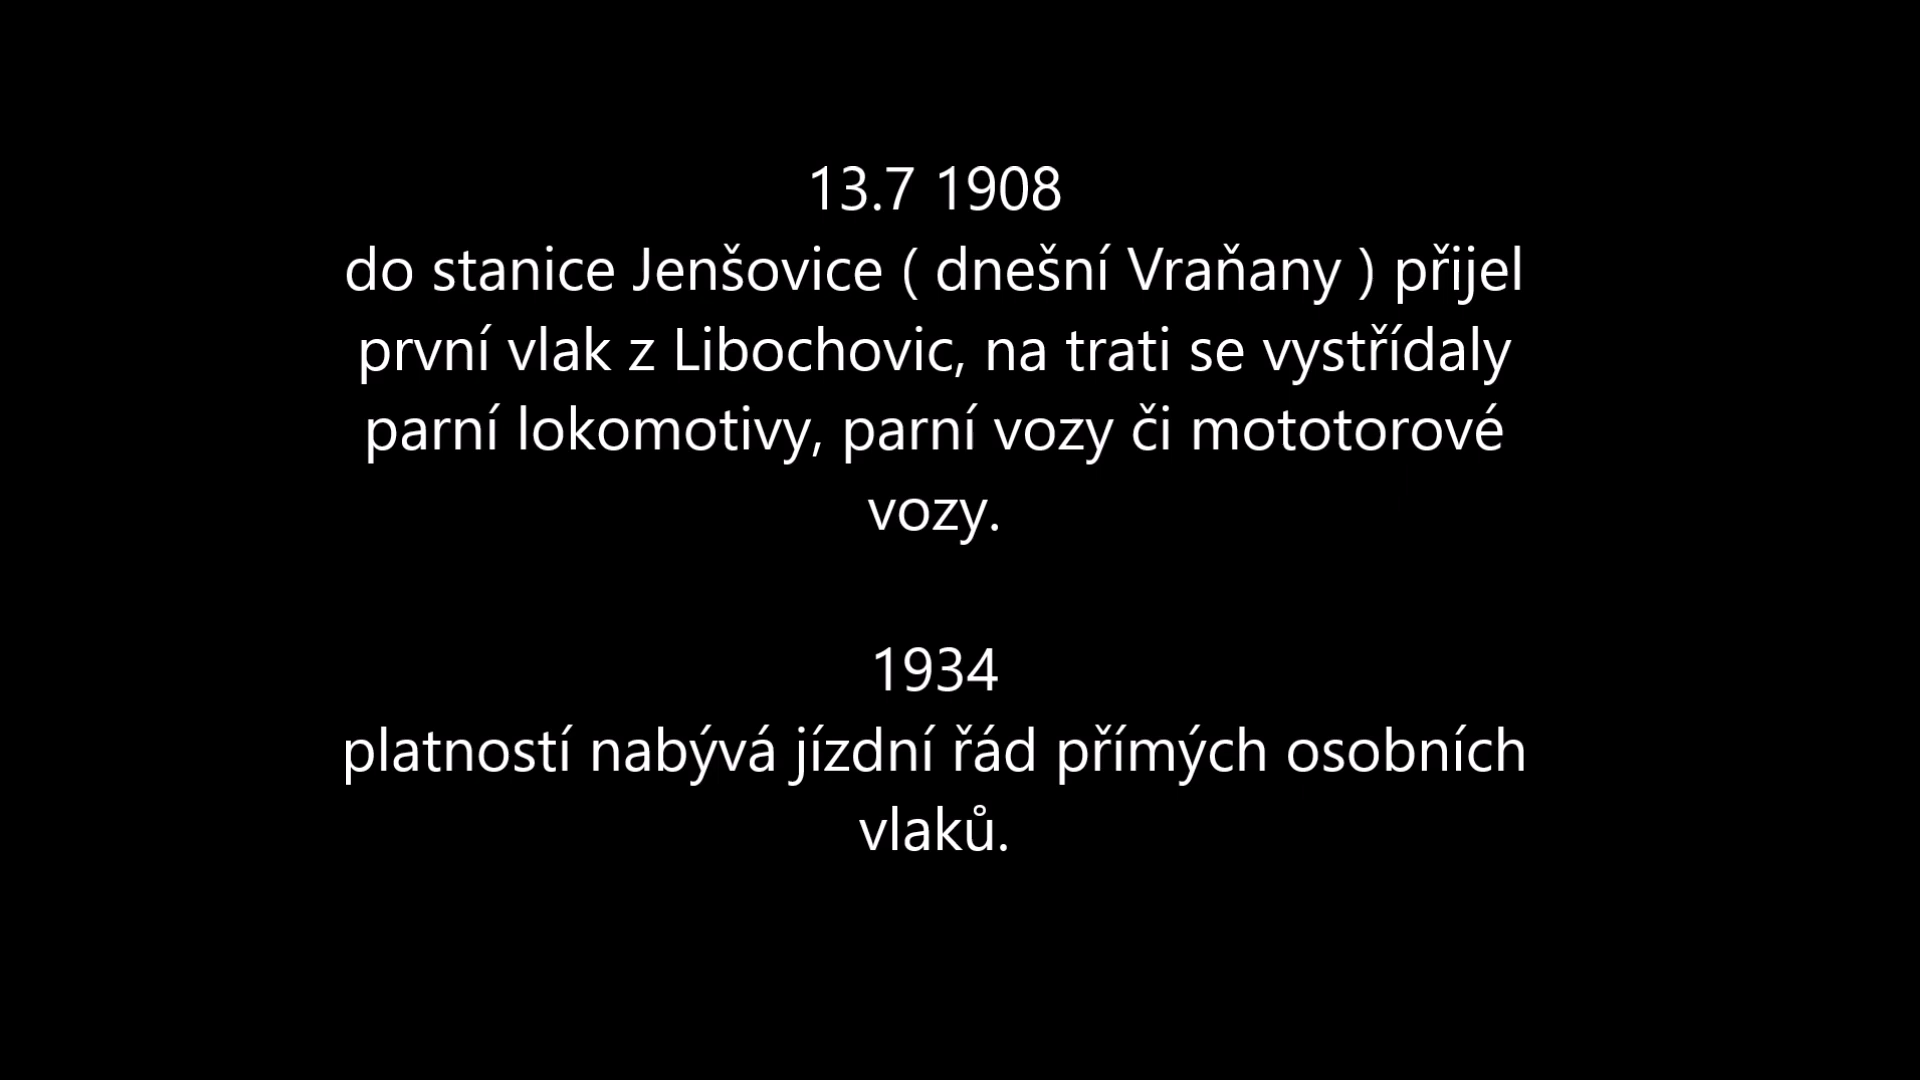 13.7 1908
do stanice Jenšovice ( dnešní Vraňany ) přijel
první vlak z Libochovic, na trati se vystřídaly
parní lokomotivy, parní vozy či mototorové
vozy.
1934
platností nabývá jízdní řád přímých osobních
vlaků.